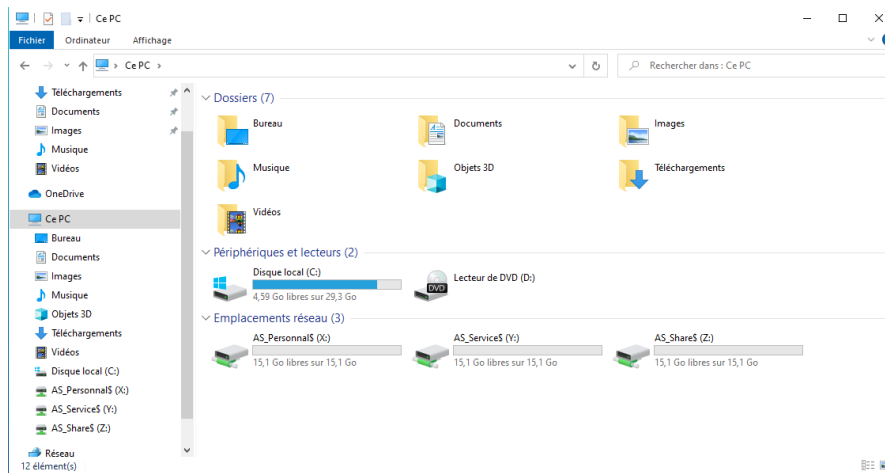 Ce PC
Fichier Ordinateur Affichage
Ce PC
Rechercher dans : Ce PC
Téléchargements
Documents
Images
Musique
Vidéos
OneDrive
Ce PC
Bureau
Documents
Images
Musique
Objets 3D
Téléchargements
Vidéos
Disque local (C:)
AS_Personnal$ (X:)
AS_Service$ (Y:)
AS_Share$ (Z:)
Réseau
12 élément(s)
Dossiers (7)
Bureau
Documents
Images
Musique
Objets 3D
Téléchargements
Vidéos
Périphériques et lecteurs (2)
Disque local (C:)
4,59 Go libres sur 29,3 Go
DVD
Lecteur de DVD (D:)
Emplacements réseau (3)
AS_Personnal$ (X:)
15,1 Go libres sur 15,1 Go
AS_Service$ (Y:)
15,1 Go libres sur 15,1 Go
AS_Share$ (Z:)
15,1 Go libres sur 15,1 Go